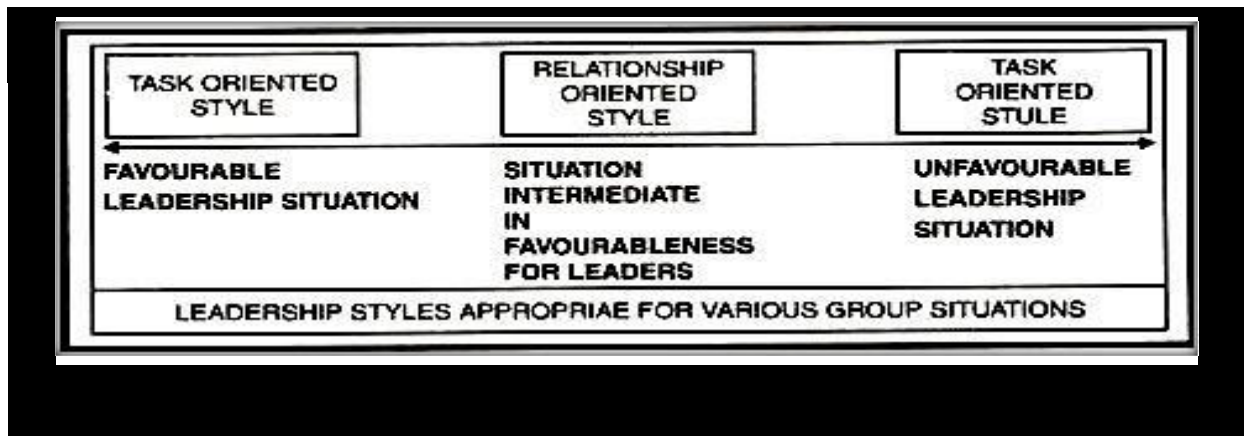 TASK ORIENTED
STYLE
RELATIONSHIP
ORIENTED
STYLE
TASK
ORIENTED
STULE
FAVOURABLE
LEADERSHIP SITUATION
SITUATION
INTERMEDIATE
IN
FAVOURABLENESS
FOR LEADERS
UNFAVOURABLE
LEADERSHIP
SITUATION
LEADERSHIP STYLES APPROPRIAE FOR VARIOUS GROUP SITUATIONS